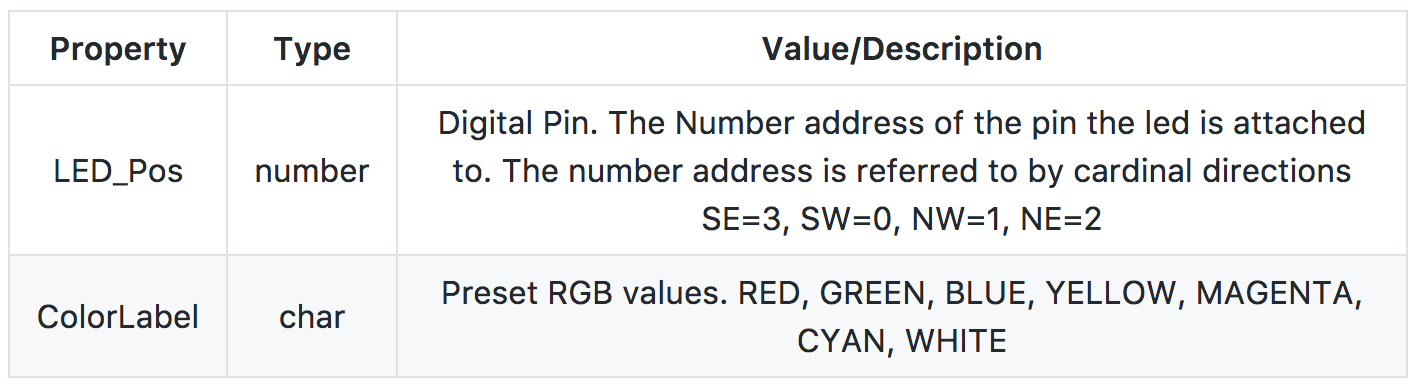 Property Type Value/Description
Digital Pin. The Number address of the pin the led is attached
LED_Pos number to. The number address is referred to by cardinal directions
SE=3, SW=0, NW=1, NE=2
Preset RGB values. RED, GREEN, BLUE, YELLOW, MAGENTA,
ColorLabel char
CYAN, WHITE